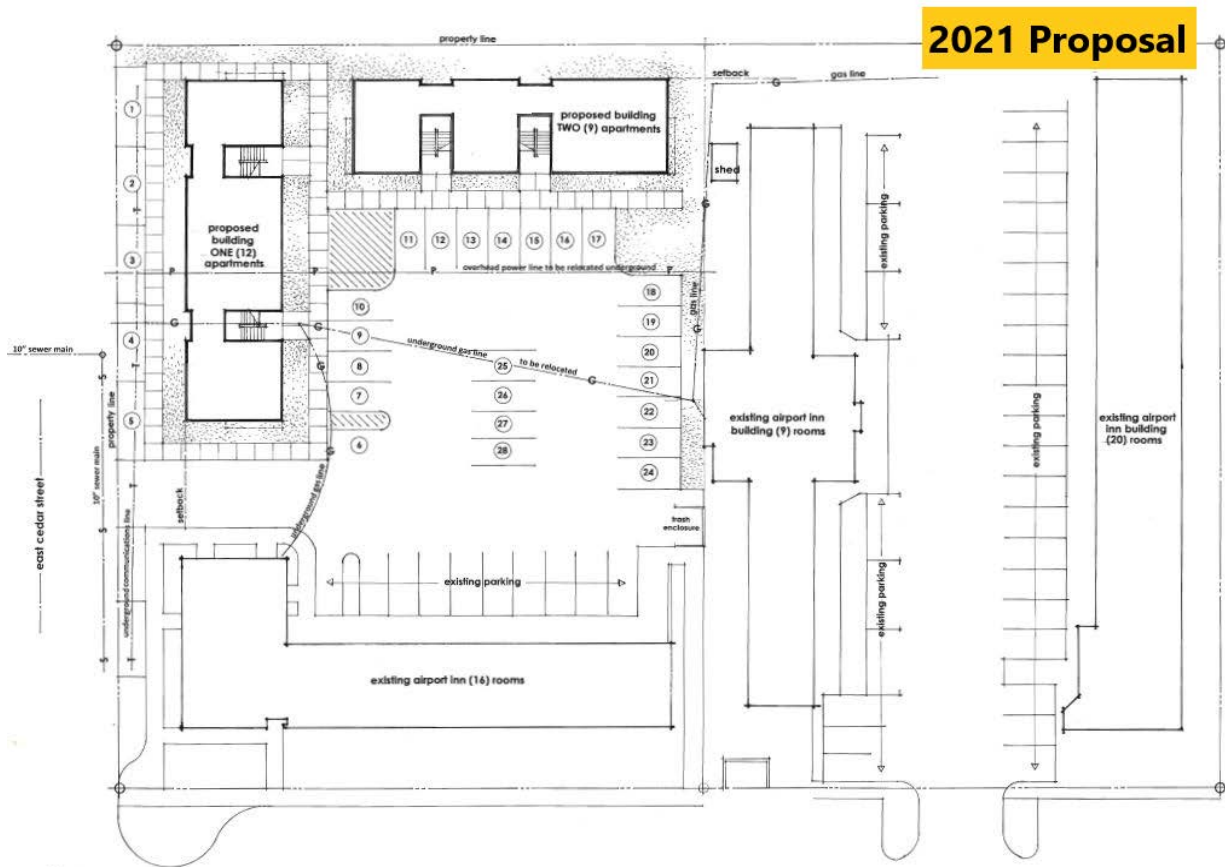 2021 Proposal
property line
setback
gas line
G
proposed building
TWO (9) apartments
shed
1
2
T
3
4
T
5
proposed
building
ONE (12)
apartments
11
12
13
14
15
16
17
P
P
P
overhead power line to be relocated underground
P
G
existing parking
10
9
8
7
6
18
19
20
21
22
23
24
25
26
27
28
gas line
G
G
G
G
underground gas line
to be relocated
G
G
10" sewer main
S
10" sewer main
S
S
property line
east cedar street
T
T
underground communications line
setback
underground gas line
existing airport inn
building (9) rooms
existing parking
existing airport
inn building
(20) rooms
trash
enclosure
existing parking
existing parking
existing airport inn (16) rooms